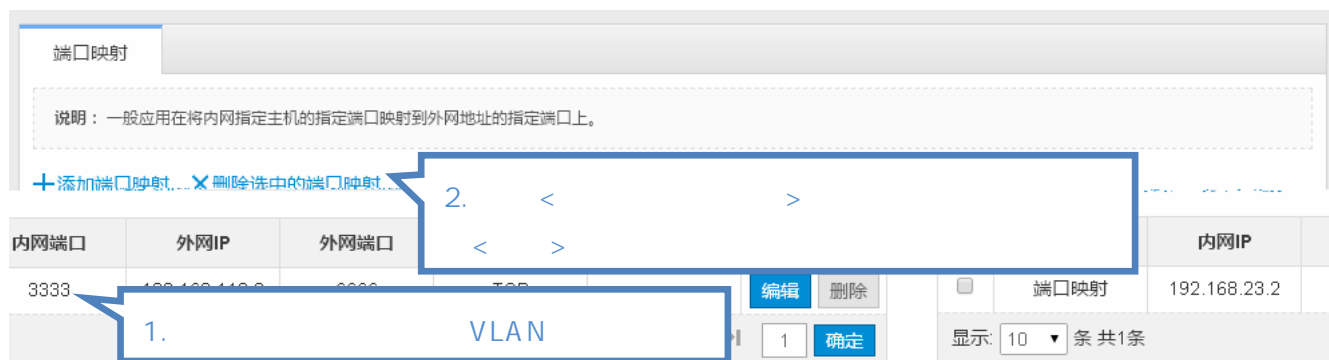 端口映射
说明：一般应用在将内网指定主机的指定端口映射到外网地址的指定端口上。
添加端口映射 删除选中的端口映射
2. < >
< >
内网端口 外网IP 外网端口 内网IP
3333 编辑 删除 端口映射 192.168.23.2
1. VLAN
1 确定 显示: 10 条 共1条